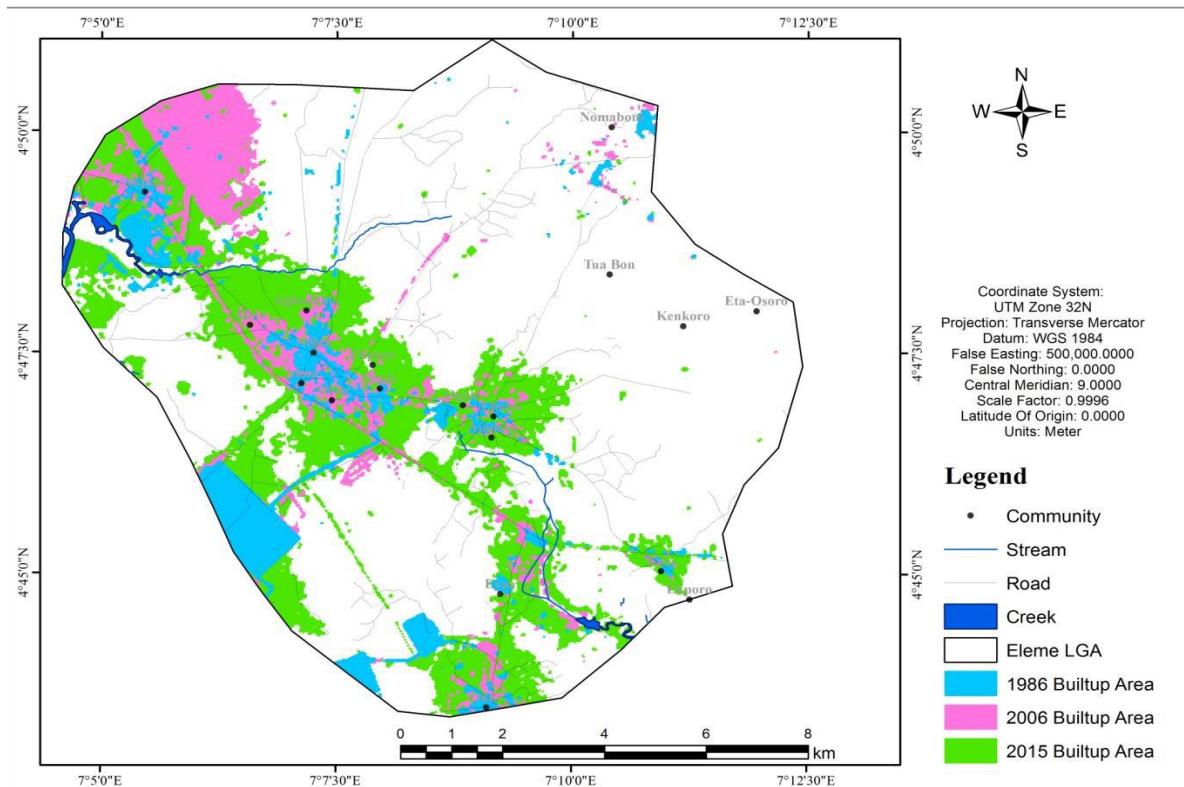 7°5'0"E 7°7'30"E 7°10'0"E 7°12'30"E
4°50'0"N
4°47'30"N
4°45'0"N
Nomabon
Tua Bon
Eta-Osoro
Kenkoro
N
W E
S
4°50'0"N
4°47'30"N
4°45'0"N
Coordinate System:
UTM Zone 32N
Projection: Transverse Mercator
Datum: WGS 1984
False Easting: 500,000.0000
False Northing: 0.0000
Central Meridian: 9.0000
Scale Factor: 0.9996
Latitude Of Origin: 0.0000
Units: Meter
Legend
Community
Stream
Road
Creek
Eleme LGA
1986 Builtup Area
2006 Builtup Area
2015 Builtup Area
0 1 2 4 6 8
km
7°5'0"E 7°7'30"E 7°10'0"E 7°12'30"E